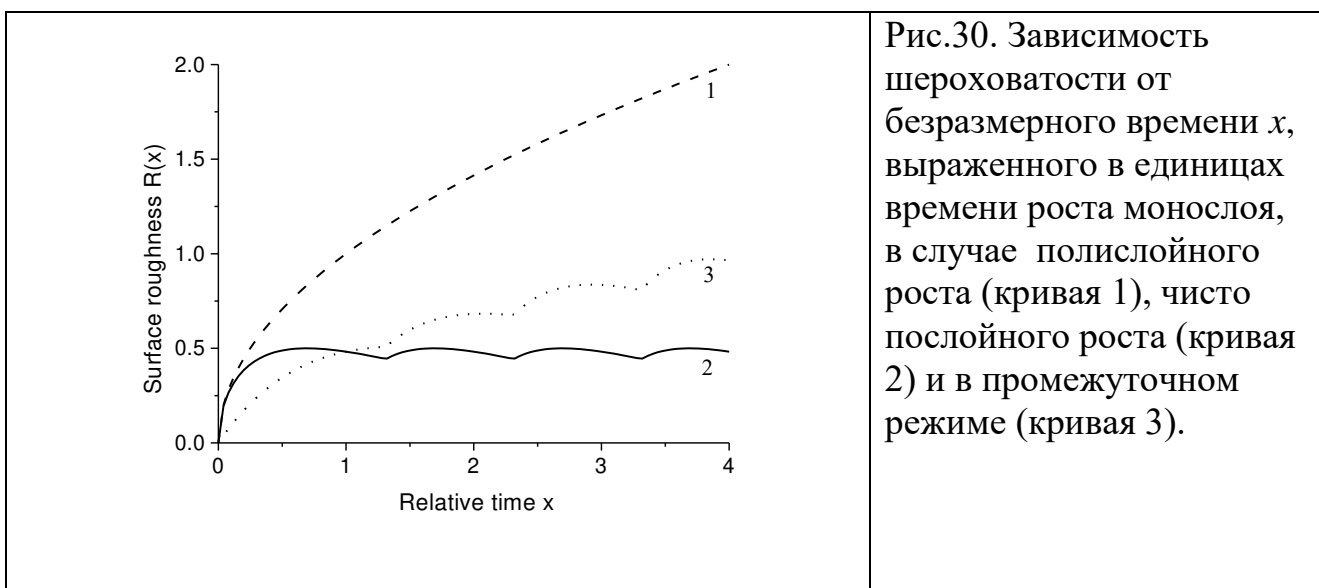 2.0
1.5
1.0
0.5
0.0
Surface roughness R(x)
1
3
2
0
1
2
3
4
Relative time x
Рис.30. Зависимость
шероховатости от
безразмерного времени x,
выраженного в единицах
времени роста монослоя,
в случае полислойного
роста (кривая 1), чисто
послойного роста (кривая
2) и в промежуточном
режиме (кривая 3).